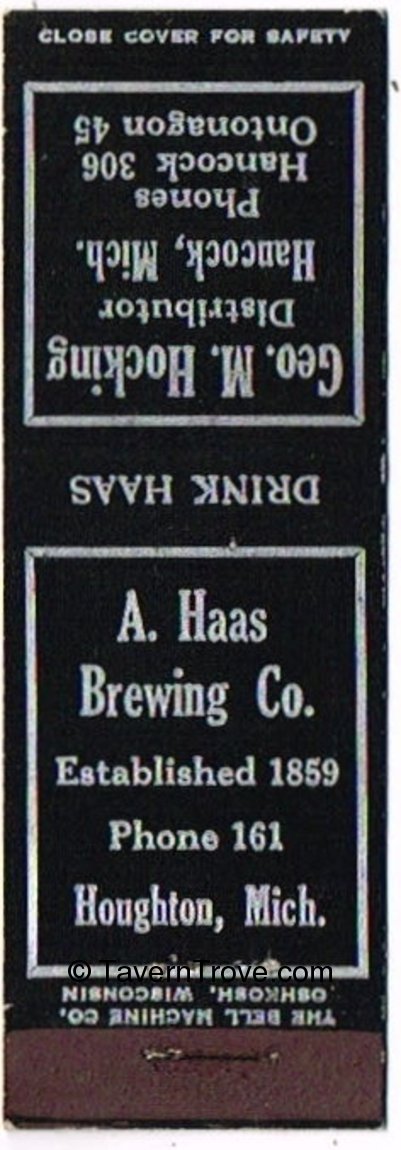 CLOSE COVER FOR SAFETY
Geo. M. Hocking
Distributor
Hancock, Mich.
Phones
Hancock 306
Ontonagon 45
DRINK HAAS
A. Haas
Brewing Co.
Established 1859
Phone 161
Houghton, Mich.
© TavernTrove.com
THE BELL MACHINE CO.
OSHKOSH, WISCONSIN